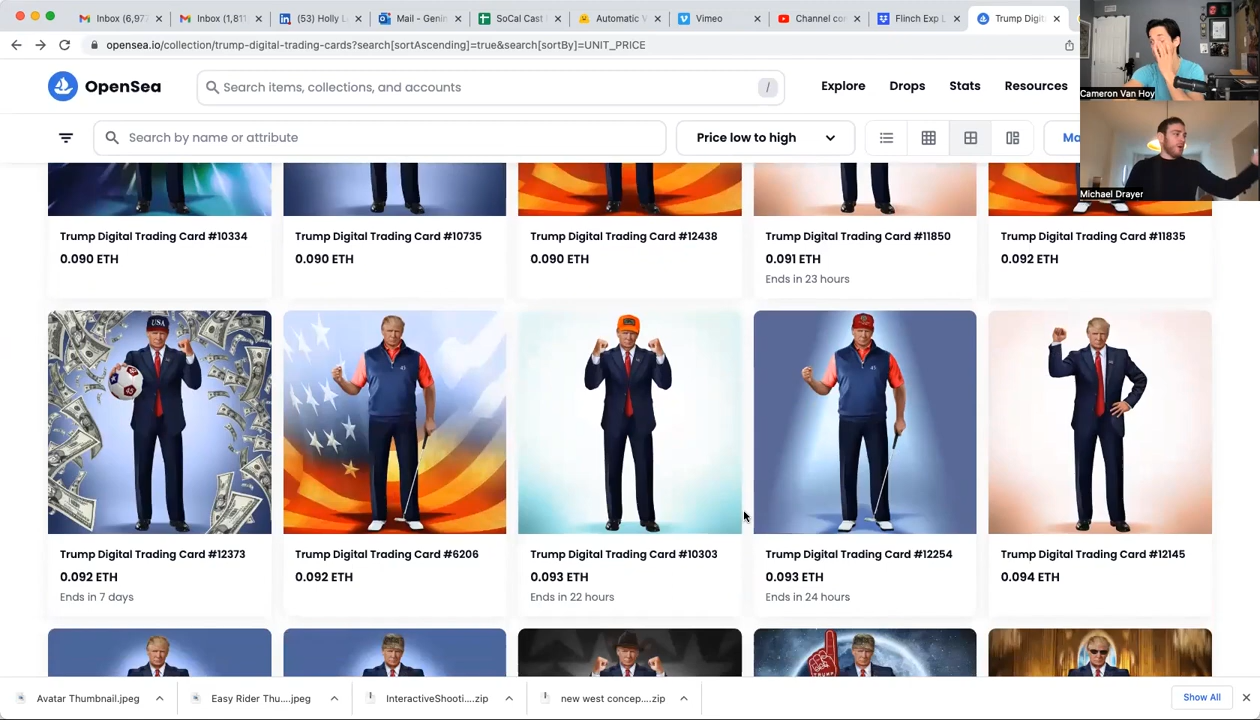 Inbox (6,977
Inbox (1,811
(53) Holly L
Mail - Genin
SoCal Cast
Automatic V
Vimeo
Channel con
Flinch Exp L
Trump Digit
opensea.io/collection/trump-digital-trading-cards?search[sortAscending]=true&search[sortBy]=UNIT_PRICE
OpenSea
Search items, collections, and accounts
/
Explore
Drops
Stats
Resources
Cameron Van Hoy
Search by name or attribute
Price low to high
Ma
Michael Drayer
Trump Digital Trading Card #10334
0.090 ETH
Trump Digital Trading Card #10735
0.090 ETH
Trump Digital Trading Card #12438
0.090 ETH
Trump Digital Trading Card #11850
0.091 ETH
Ends in 23 hours
Trump Digital Trading Card #11835
0.092 ETH
USA
45
Trump Digital Trading Card #12373
0.092 ETH
Ends in 7 days
Trump Digital Trading Card #6206
0.092 ETH
Trump Digital Trading Card #10303
0.093 ETH
Ends in 22 hours
Trump Digital Trading Card #12254
0.093 ETH
Ends in 24 hours
Trump Digital Trading Card #12145
0.094 ETH
Avatar Thumbnail.jpeg
Easy Rider Thu....jpeg
InteractiveShooti....zip
new west concep....zip
Show All